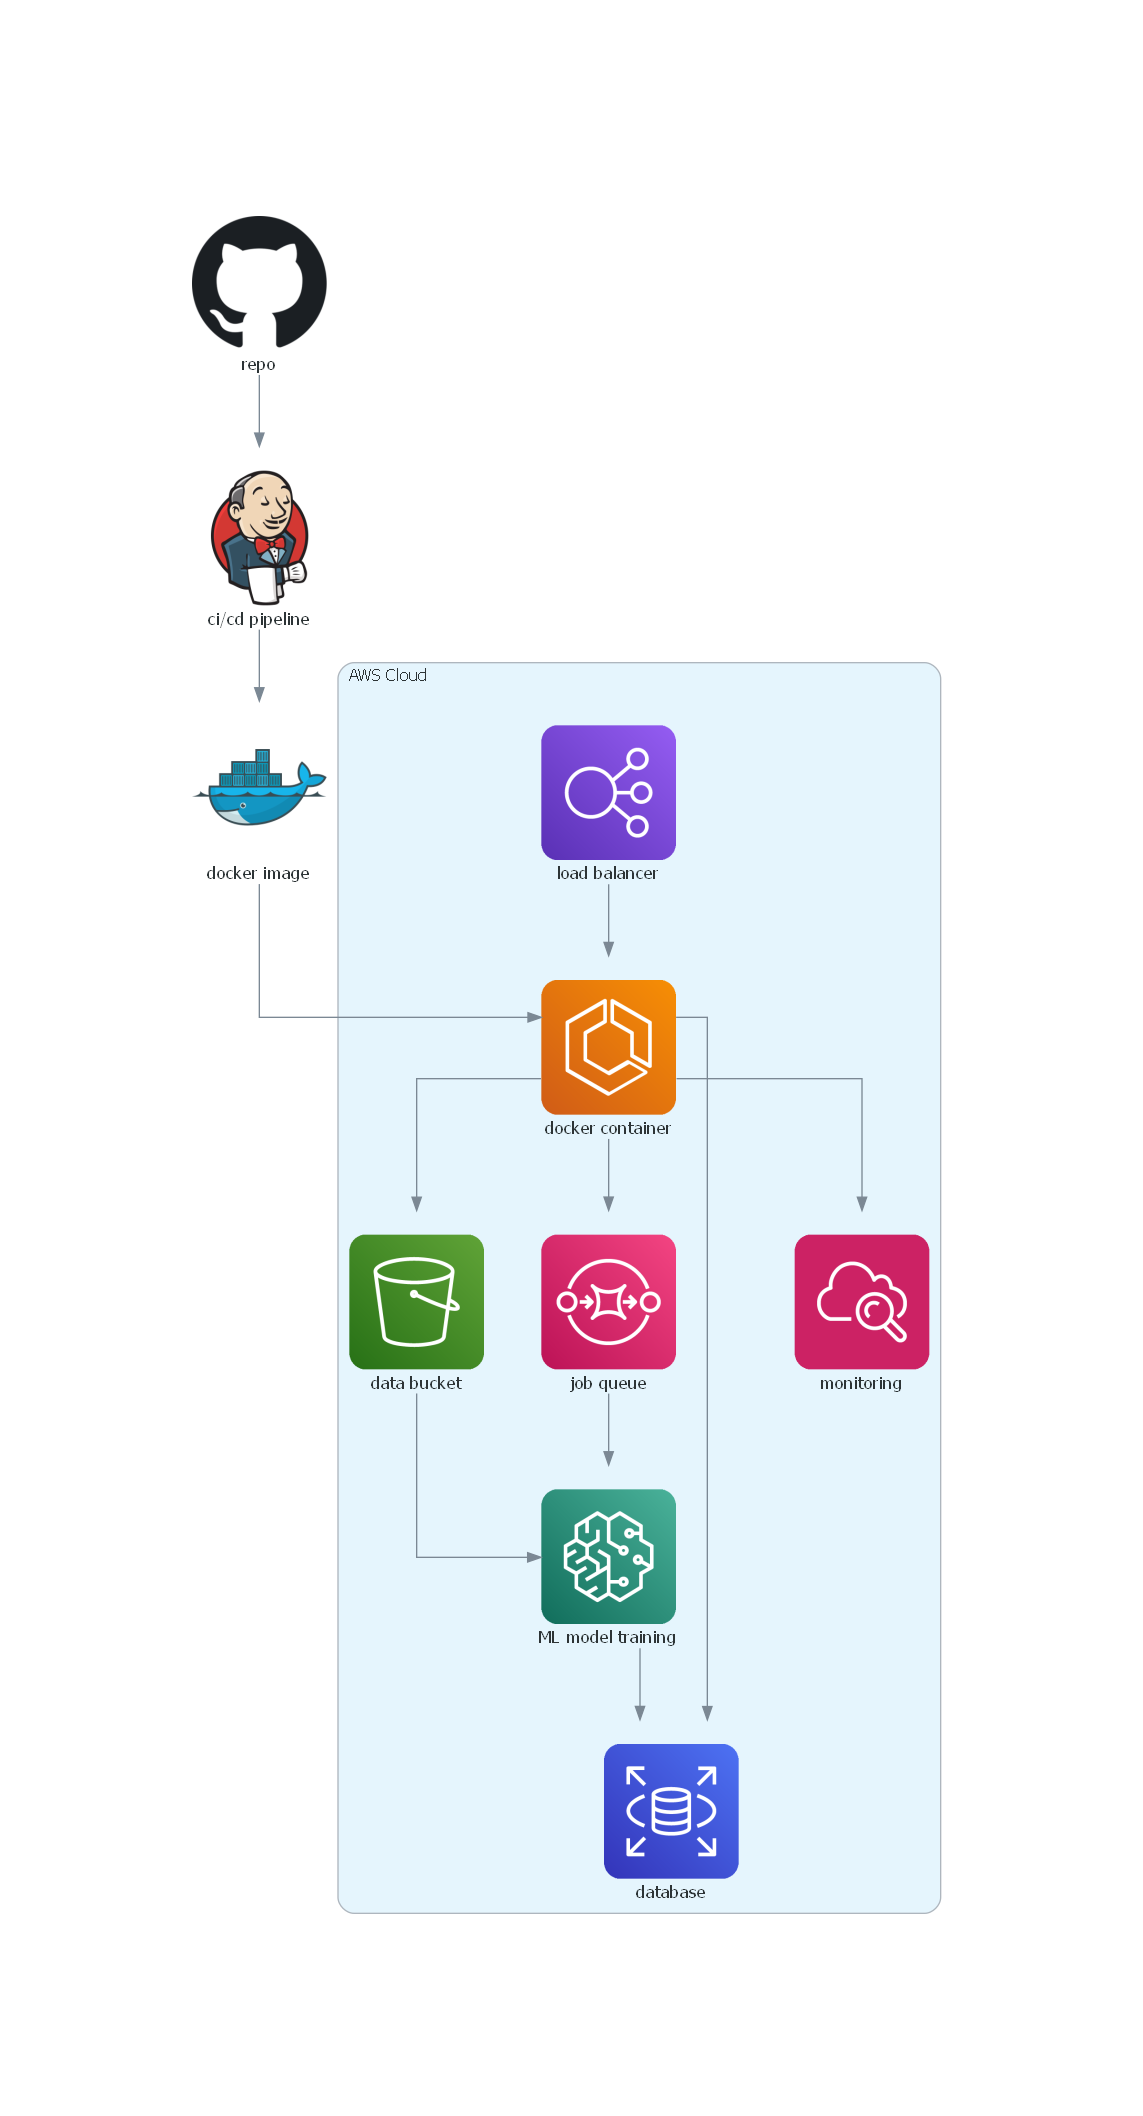 repo
ci/cd pipeline
AWS Cloud
docker image
load balancer
docker container
data bucket
job queue
monitoring
ML model training
database